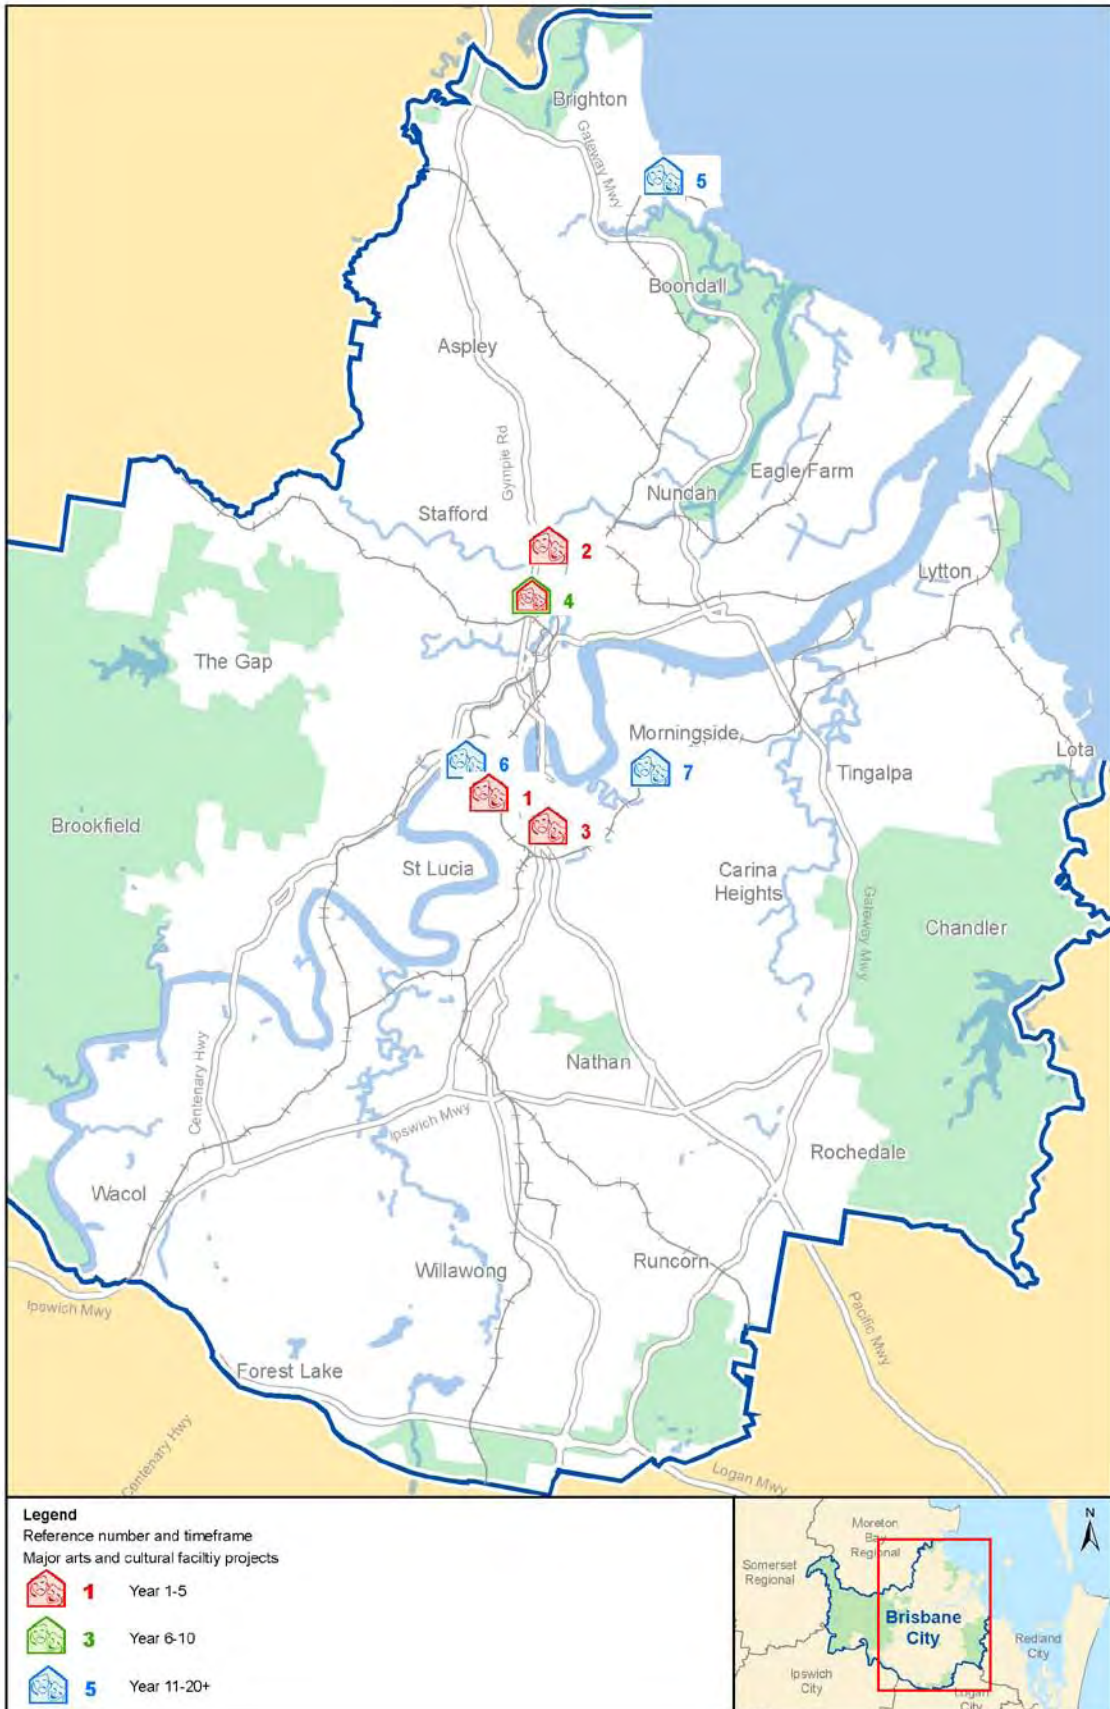 Brighton
Gateway Mwy
5
Boondall
Aspley
Gympie Rd
Eagle Farm
Nundah
Stafford
2
Lytton
4
The Gap
Morningside
Lota
6
7
Tingalpa
1
Brookfield
3
St Lucia
Carina
Heights
Gateway Mwy
Chandler
Nathan
Centenary Hwy
Ipswich Mwy
Rochedale
Wacol
Willawong
Runcorn
Ipswich Mwy
Pacific Mwy
Forest Lake
Centenary Hwy
Logan Mwy
Legend
Reference number and timeframe
Major arts and cultural faciltiy projects
1 Year 1-5
3 Year 6-10
5 Year 11-20+
N
Moreton
Bay
Regional
Somerset
Regional
Brisbane
City
Redland
City
Ipswich
City
Logan
City